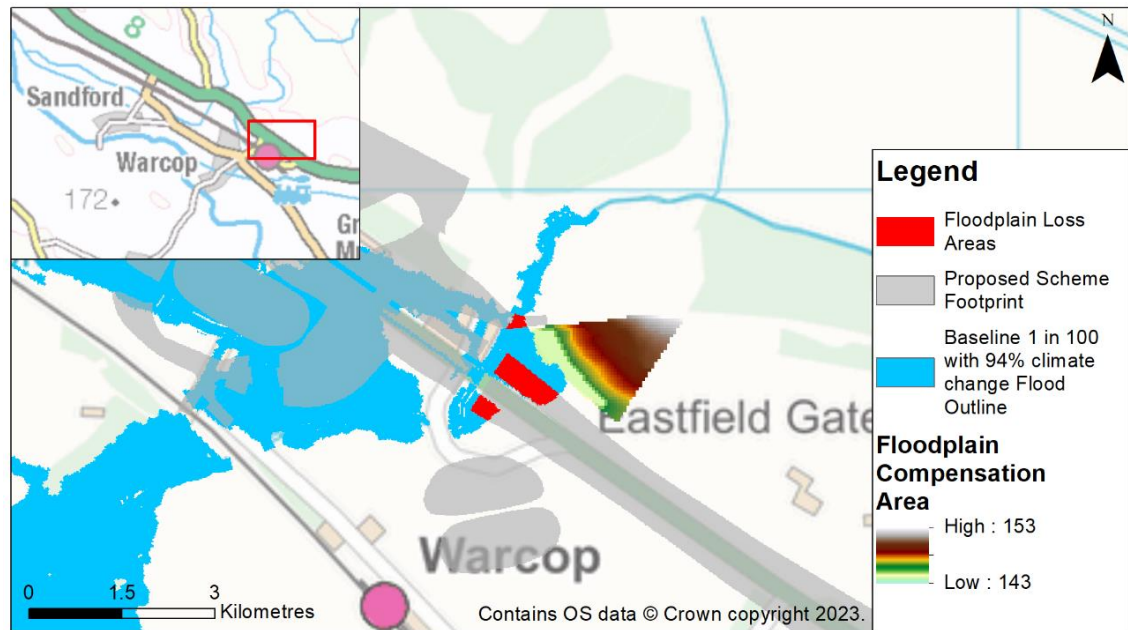 8
Sandford
Warcop
172
Gr
M
N
Eastfield Gate
Warcop
0 1.5 3
Kilometres
Contains OS data © Crown copyright 2023.
Legend
Floodplain Loss
Areas
Proposed Scheme
Footprint
Baseline 1 in 100
with 94% climate
change Flood
Outline
Floodplain
Compensation
Area
High : 153
Low : 143